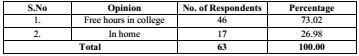 S.No Opinion No. of Respondents Percentage
1. Free hours in college 46 73.02
2. In home 17 26.98
Total 63 100.00